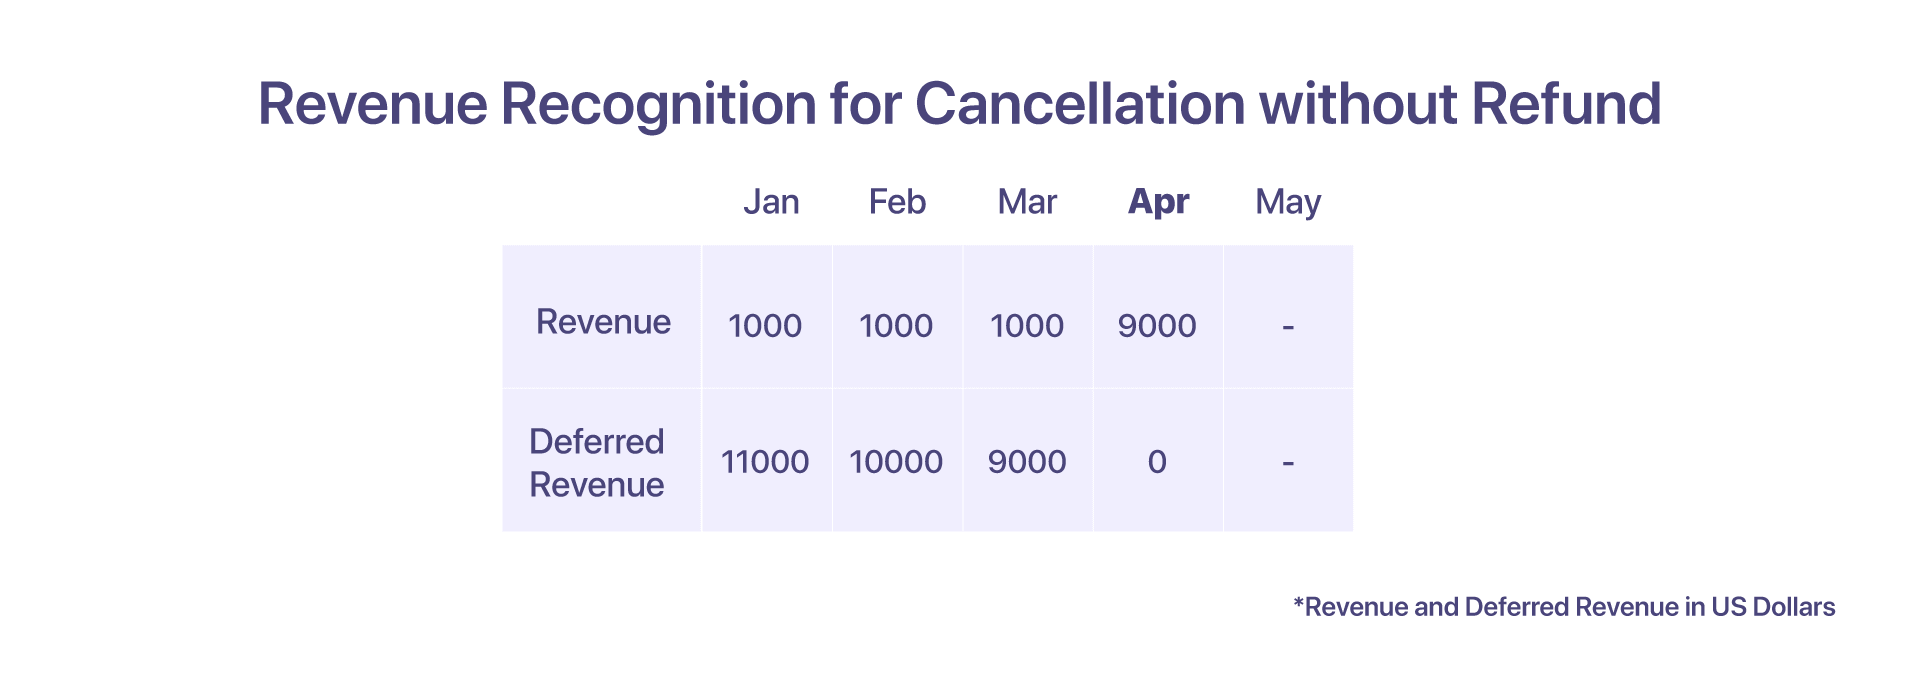 Revenue Recognition for Cancellation without Refund
Jan Feb Mar Apr May
Revenue 1000 1000 1000 9000 -
Deferred
Revenue 11000 10000 9000 0 -
*Revenue and Deferred Revenue in US Dollars